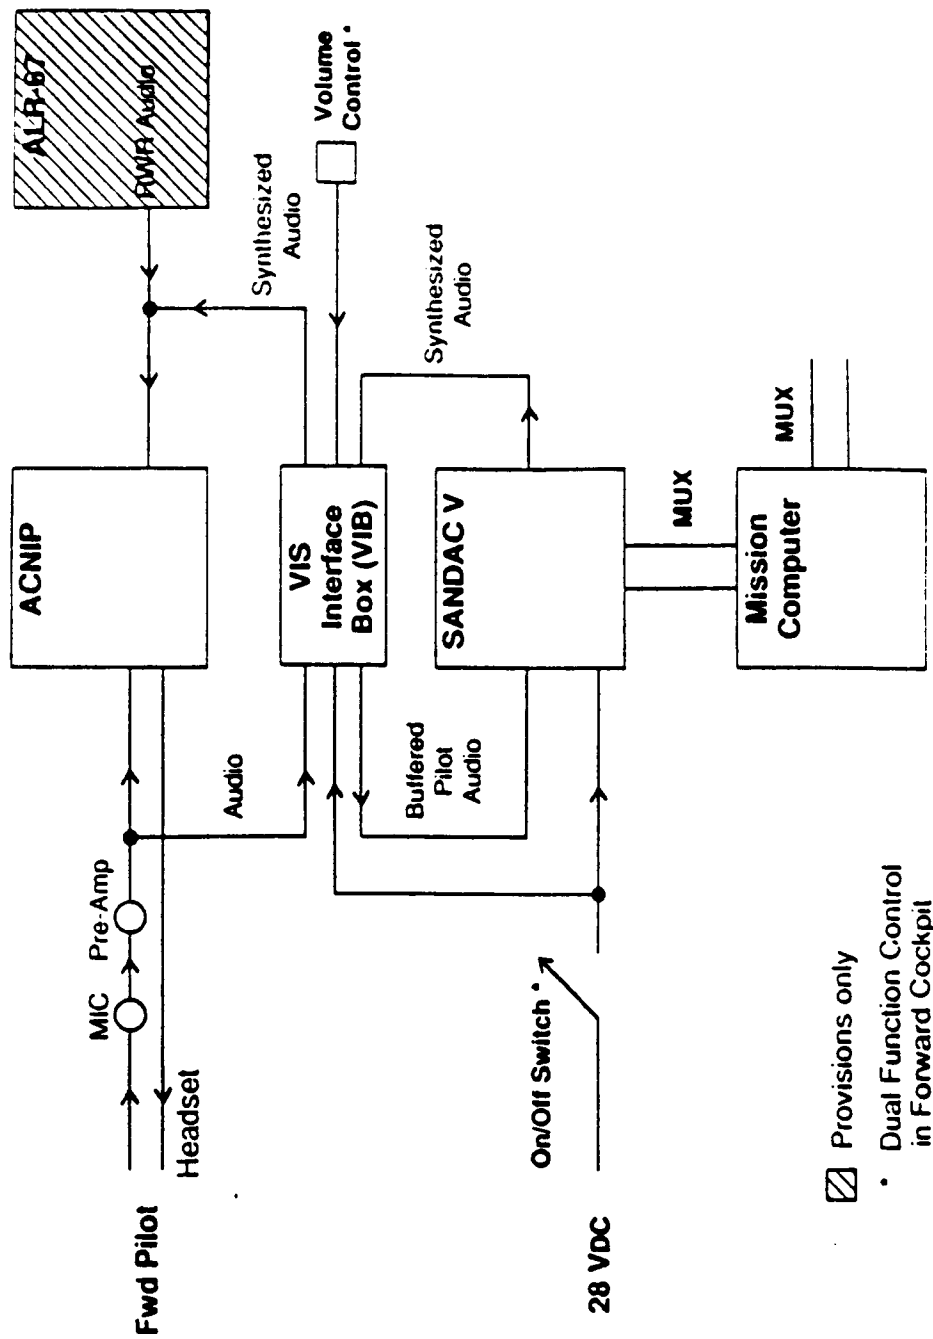 Fwd Pilot
MIC
Pre-Amp
Headset
Audio
ACNIP
ALR-67
RWR Audio
Synthesized
Audio
Volume
Control *
VIS
Interface
Box (VIB)
Buffered
Pilot
Audio
Synthesized
Audio
SANDAC V
On/Off Switch *
28 VDC
MUX
Mission
Computer
MUX
Provisions only
* Dual Function Control
in Forward Cockpit